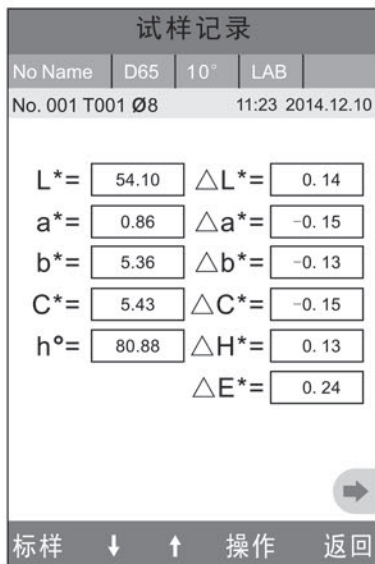 试样记录
No Name D65 10° LAB
No. 001 T001 Ø8 11:23 2014.12.10
L*= 54.10 △L*= 0.14
a*= 0.86 △a*= -0.15
b*= 5.36 △b*= -0.13
C*= 5.43 △C*= -0.15
h°= 80.88 △H*= 0.13
△E*= 0.24
标样 ↓ ↑ 操作 返回